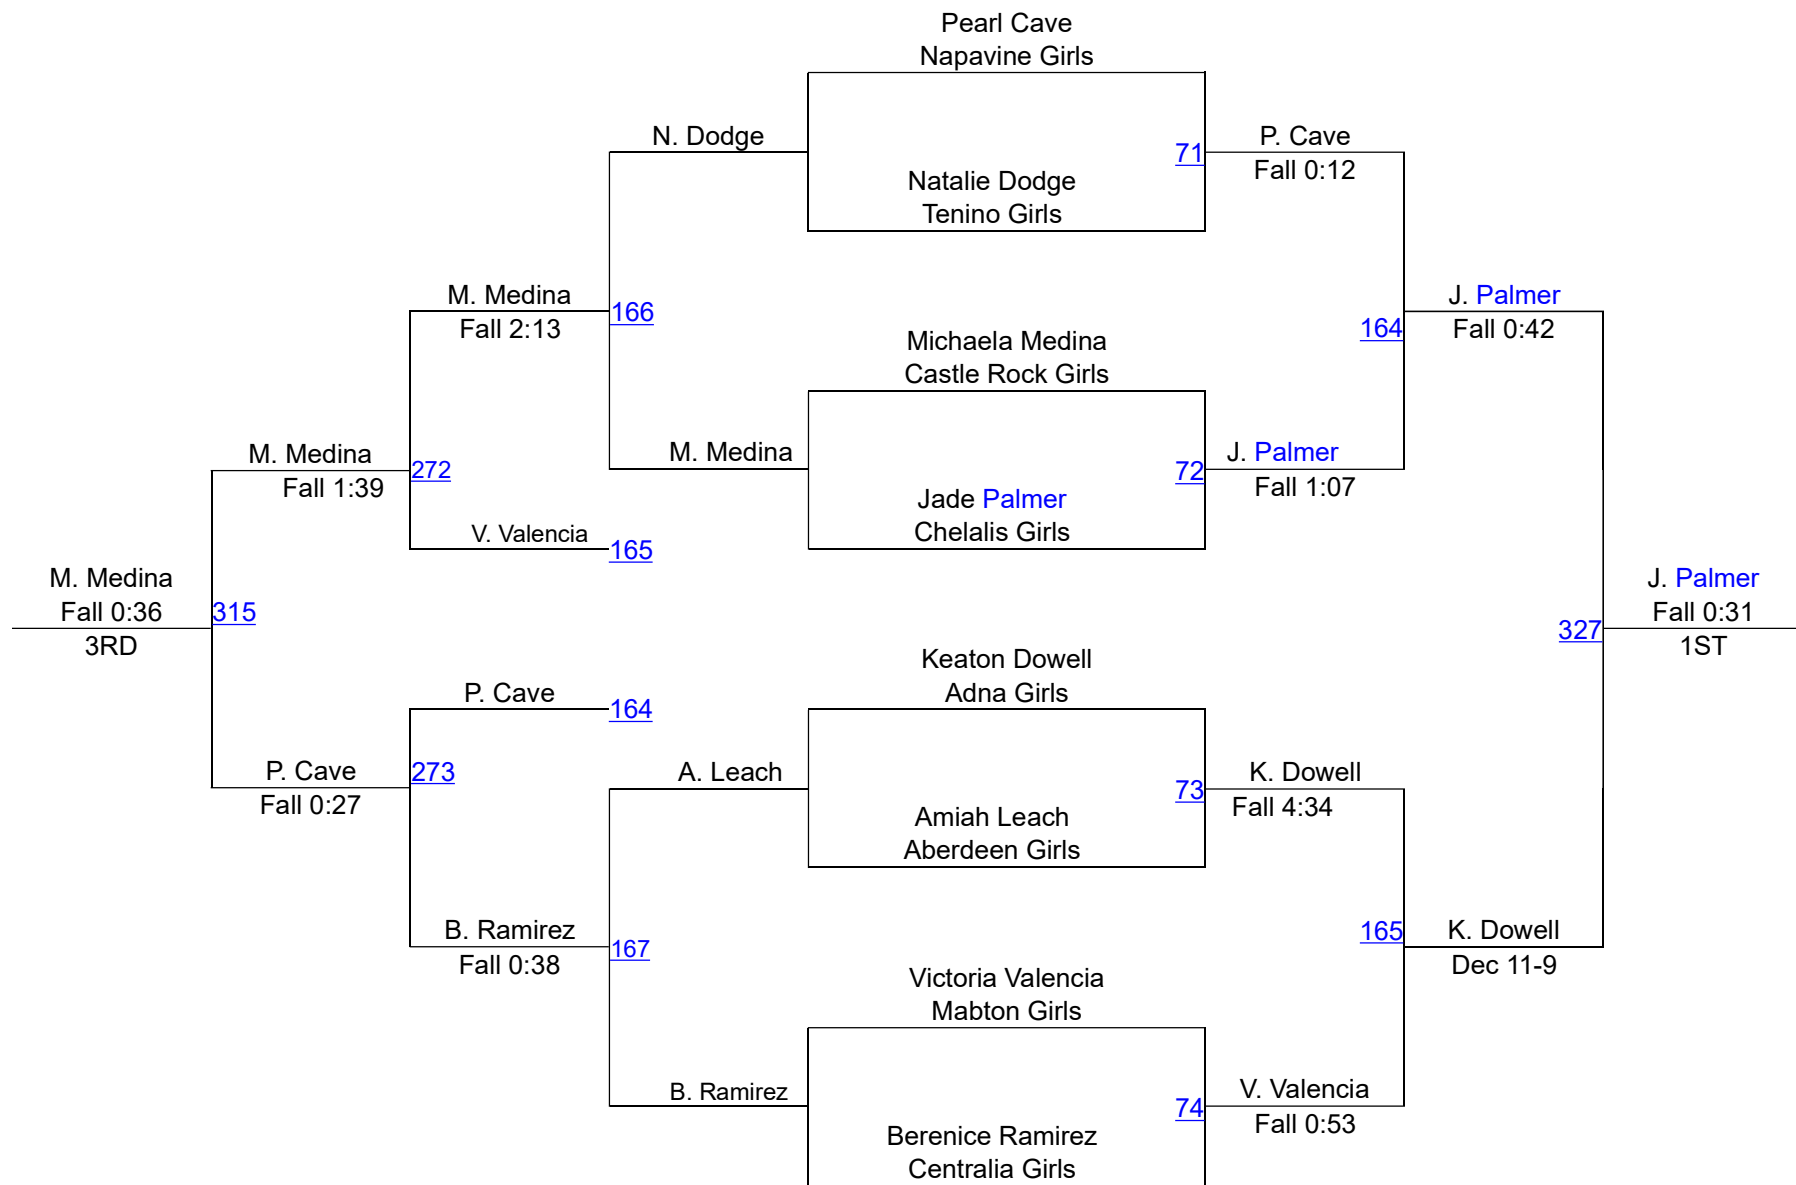 Pearl Cave
Napavine Girls
N. Dodge
71
P. Cave
Fall 0:12
Natalie Dodge
Tenino Girls
M. Medina
Fall 2:13
166
J. Palmer
Fall 0:42
164
Michaela Medina
Castle Rock Girls
M. Medina
Fall 1:39
272
M. Medina
72
J. Palmer
Fall 1:07
Jade Palmer
Chelalis Girls
V. Valencia
165
M. Medina
Fall 0:36
3RD
315
327
J. Palmer
Fall 0:31
1ST
Keaton Dowell
Adna Girls
P. Cave
164
P. Cave
Fall 0:27
273
A. Leach
73
K. Dowell
Fall 4:34
Amiah Leach
Aberdeen Girls
B. Ramirez
Fall 0:38
167
165
K. Dowell
Dec 11-9
Victoria Valencia
Mabton Girls
B. Ramirez
74
V. Valencia
Fall 0:53
Berenice Ramirez
Centralia Girls